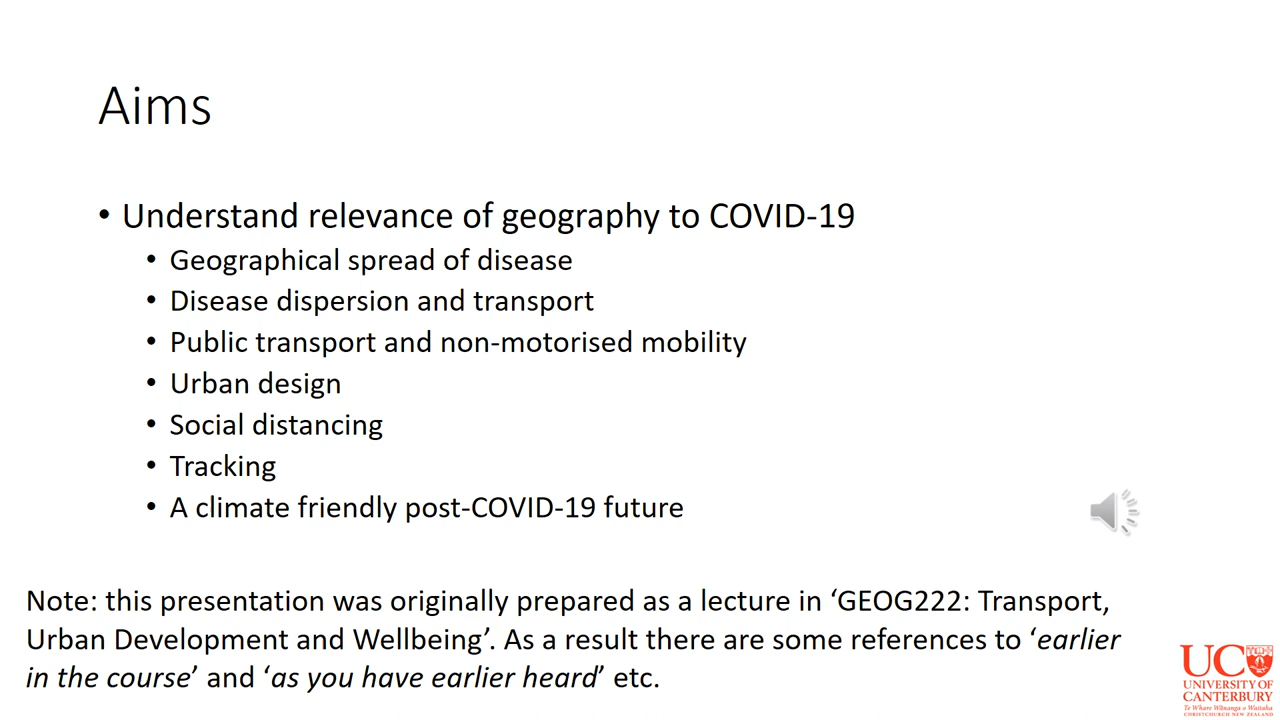 Aims
• Understand relevance of geography to COVID-19
• Geographical spread of disease
• Disease dispersion and transport
• Public transport and non-motorised mobility
• Urban design
• Social distancing
• Tracking
• A climate friendly post-COVID-19 future
Note: this presentation was originally prepared as a lecture in ‘GEOG222: Transport,
Urban Development and Wellbeing’. As a result there are some references to ‘earlier
in the course’ and ‘as you have earlier heard’ etc.
UC
UNIVERSITY OF
CANTERBURY
Te Whare Wānanga o Waitaha
CHRISTCHURCH NEW ZEALAND